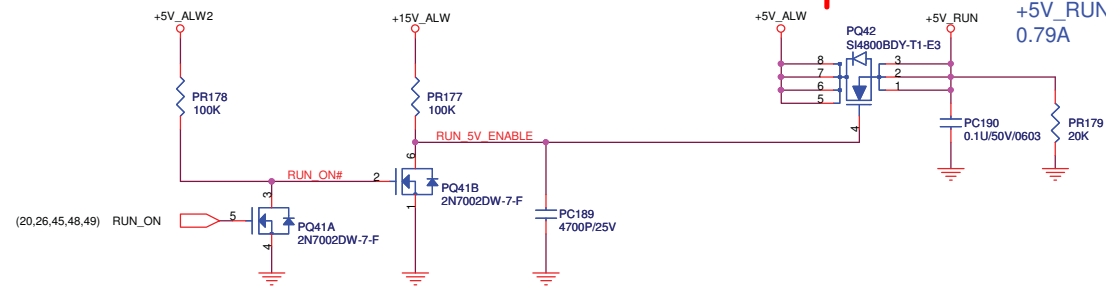 +5V_ALW2
+15V_ALW
+5V_ALW
+5V_RUN
+5V_RUN
0.79A
PQ42
SI4800BDY-T1-E3
8
7
6
5
3
2
1
4
PR178
100K
PR177
100K
PC190
0.1U/50V/0603
PR179
20K
RUN_5V_ENABLE
6
RUN_ON#
2
PQ41B
2N7002DW-7-F
1
3
(20,26,45,48,49) RUN_ON
5
PQ41A
2N7002DW-7-F
4
PC189
4700P/25V